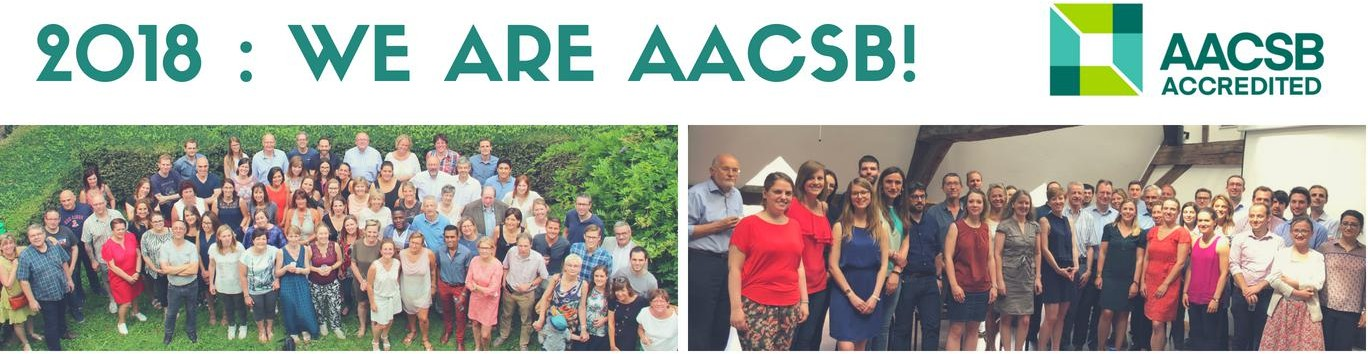 2018 : WE ARE AACSB!
AACSB
ACCREDITED